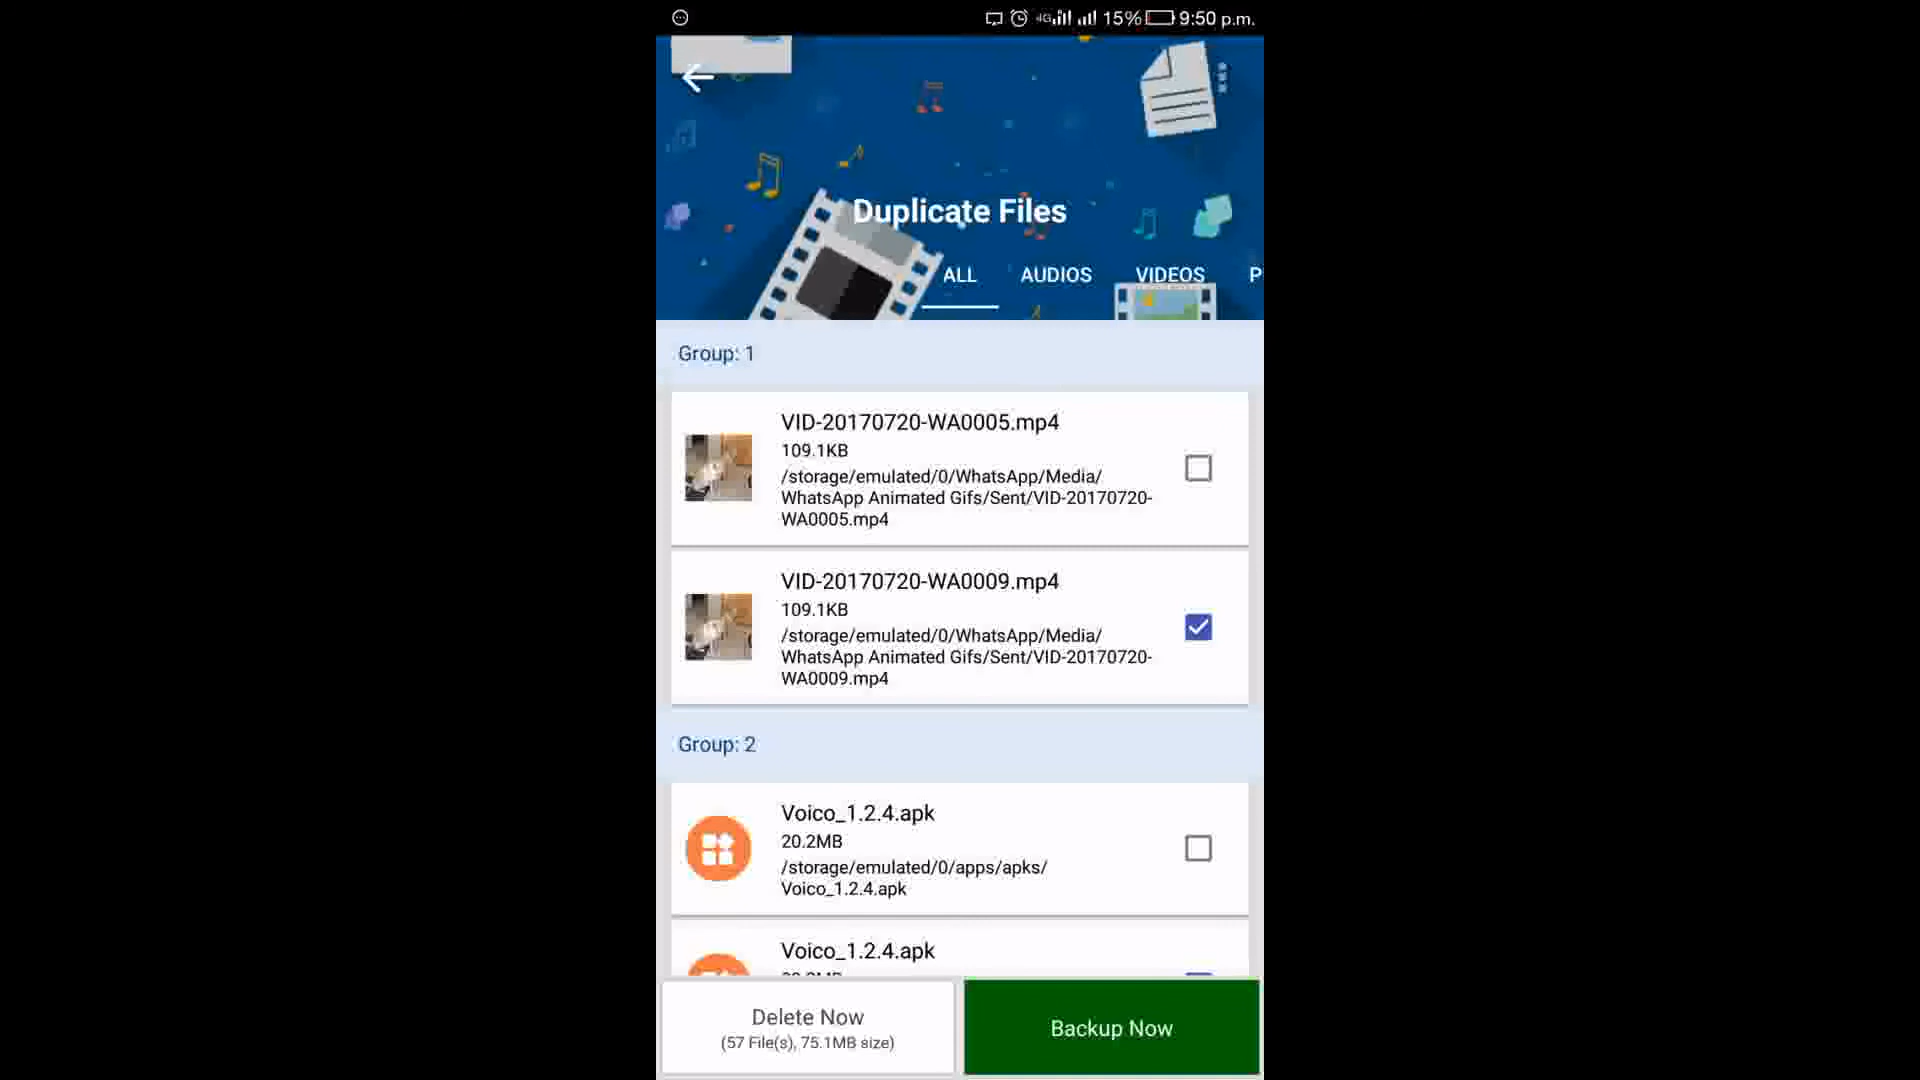 4G 15% 9:50 p.m.
Duplicate Files
ALL AUDIOS VIDEOS P
Group: 1
VID-20170720-WA0005.mp4
109.1KB
/storage/emulated/0/WhatsApp/Media/
WhatsApp Animated Gifs/Sent/VID-20170720-
WA0005.mp4
VID-20170720-WA0009.mp4
109.1KB
/storage/emulated/0/WhatsApp/Media/
WhatsApp Animated Gifs/Sent/VID-20170720-
WA0009.mp4
Group: 2
Voico_1.2.4.apk
20.2MB
/storage/emulated/0/apps/apks/
Voico_1.2.4.apk
Voico_1.2.4.apk
Delete Now
(57 File(s), 75.1MB size)
Backup Now